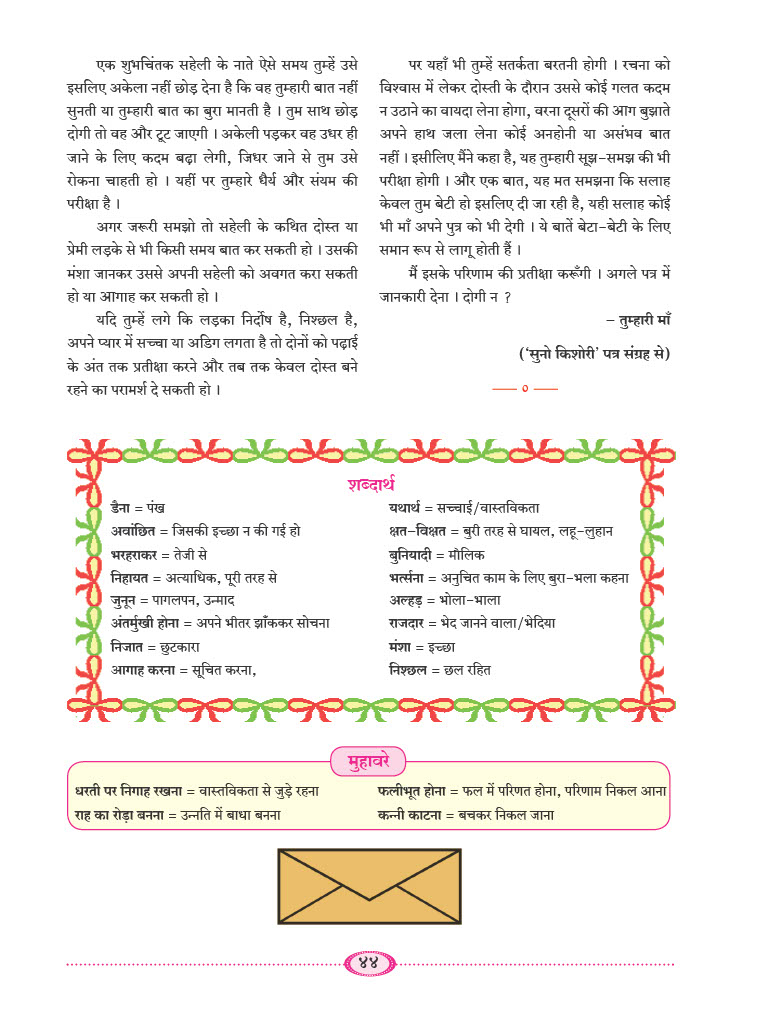 एक शुभचिंतक सहेली के नाते ऐसे समय तुम्हें उसे
इसलिए अकेला नहीं छोड़ देना है कि वह तुम्हारी बात नहीं
सुनती या तुम्हारी बात का बुरा मानती है । तुम साथ छोड़
दोगी तो वह और टूट जाएगी । अकेली पड़कर वह उधर ही
जाने के लिए कदम बढ़ा लेगी, जिधर जाने से तुम उसे
रोकना चाहती हो । यहीं पर तुम्हारे धैर्य और संयम की
परीक्षा है ।
अगर जरूरी समझो तो सहेली के कथित दोस्त या
प्रेमी लड़के से भी किसी समय बात कर सकती हो । उसकी
मंशा जानकर उससे अपनी सहेली को अवगत करा सकती
हो या आगाह कर सकती हो ।
यदि तुम्हें लगे कि लड़का निर्दोष है, निश्छल है,
अपने प्यार में सच्चा या अडिग लगता है तो दोनों को पढ़ाई
के अंत तक प्रतीक्षा करने और तब तक केवल दोस्त बने
रहने का परामर्श दे सकती हो ।
पर यहाँ भी तुम्हें सतर्कता बरतनी होगी । रचना को
विश्वास में लेकर दोस्ती के दौरान उससे कोई गलत कदम
न उठाने का वायदा लेना होगा, वरना दूसरों की आग बुझाते
अपने हाथ जला लेना कोई अनहोनी या असंभव बात
नहीं । इसीलिए मैंने कहा है, यह तुम्हारी सूझ-समझ की भी
परीक्षा होगी । और एक बात, यह मत समझना कि सलाह
केवल तुम बेटी हो इसलिए दी जा रही है, यही सलाह कोई
भी माँ अपने पुत्र को भी देगी । ये बातें बेटा-बेटी के लिए
समान रूप से लागू होती हैं ।
मैं इसके परिणाम की प्रतीक्षा करूँगी । अगले पत्र में
जानकारी देना । दोगी न ?
– तुम्हारी माँ
('सुनो किशोरी' पत्र संग्रह से)
—— ० ——
शब्दार्थ
डैना = पंख
अवांछित = जिसकी इच्छा न की गई हो
भरहराकर = तेजी से
निहायत = अत्याधिक, पूरी तरह से
जुनून = पागलपन, उन्माद
अंतर्मुखी होना = अपने भीतर झाँककर सोचना
निजात = छुटकारा
आगाह करना = सूचित करना,
यथार्थ = सच्चाई/वास्तविकता
क्षत-विक्षत = बुरी तरह से घायल, लहू-लुहान
बुनियादी = मौलिक
भर्त्सना = अनुचित काम के लिए बुरा-भला कहना
अल्हड़ = भोला-भाला
राजदार = भेद जानने वाला/भेदिया
मंशा = इच्छा
निश्छल = छल रहित
मुहावरे
धरती पर निगाह रखना = वास्तविकता से जुड़े रहना
राह का रोड़ा बनना = उन्नति में बाधा बनना
फलीभूत होना = फल में परिणत होना, परिणाम निकल आना
कन्नी काटना = बचकर निकल जाना
४४